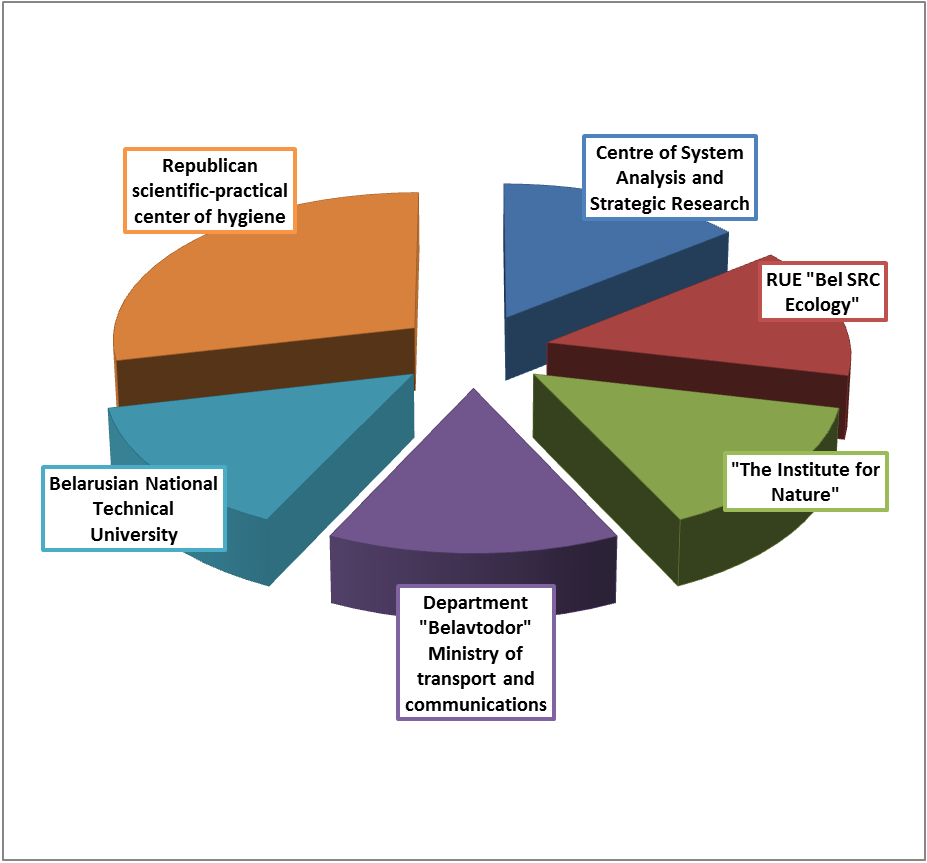 Republican
scientific-practical
center of hygiene
Centre of System
Analysis and
Strategic Research
RUE "Bel SRC
Ecology"
"The Institute for
Nature"
Belarusian National
Technical
University
Department
"Belavtodor"
Ministry of
transport and
communications